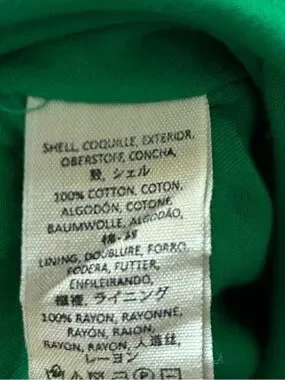 SHELL, COQUILLE, EXTERIOR,
OBERSTOFF, CONCHA,
殼, シェル
100% COTTON, COTON,
ALGODÓN, COTONE
BAUMWOLLE, ALGODÃO,
LINING, DOUBLURE, FORRO
FODERA, FUTTER,
ENFILEIRANDO,
ライニング
100% RAYON, RAYONNE,
RAYÓN, RAION,
RAYON, RAYON, 人造丝,
レーヨン